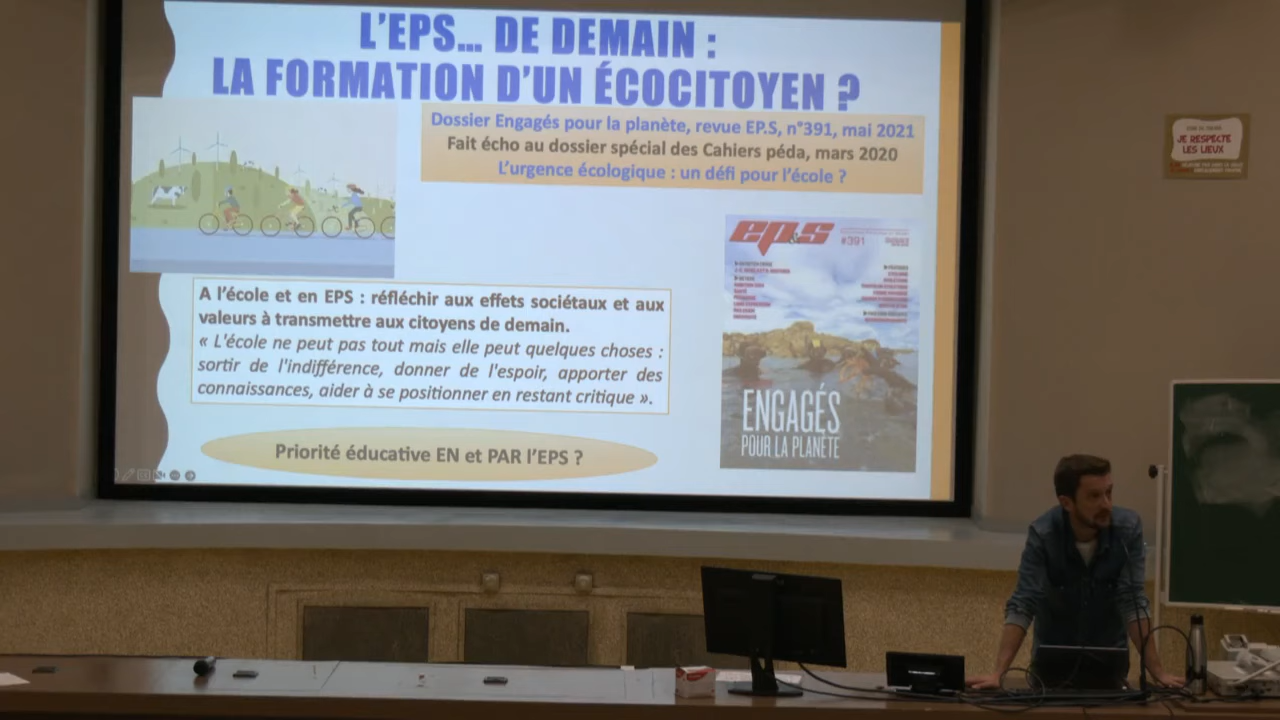 L'EPS... DE DEMAIN :
LA FORMATION D'UN ÉCOCITOYEN ?
Dossier Engagés pour la planète, revue EP.S, n°391, mai 2021
Fait écho au dossier spécial des Cahiers péda, mars 2020
L'urgence écologique : un défi pour l'école ?
JE RESPECTE
LES LIEUX
ep&s
#391
A l'école et en EPS : réfléchir aux effets sociétaux et aux
valeurs à transmettre aux citoyens de demain.
« L'école ne peut pas tout mais elle peut quelques choses :
sortir de l'indifférence, donner de l'espoir, apporter des
connaissances, aider à se positionner en restant critique ».
ENGAGÉS
POUR LA PLANÈTE
Priorité éducative EN et PAR l'EPS ?